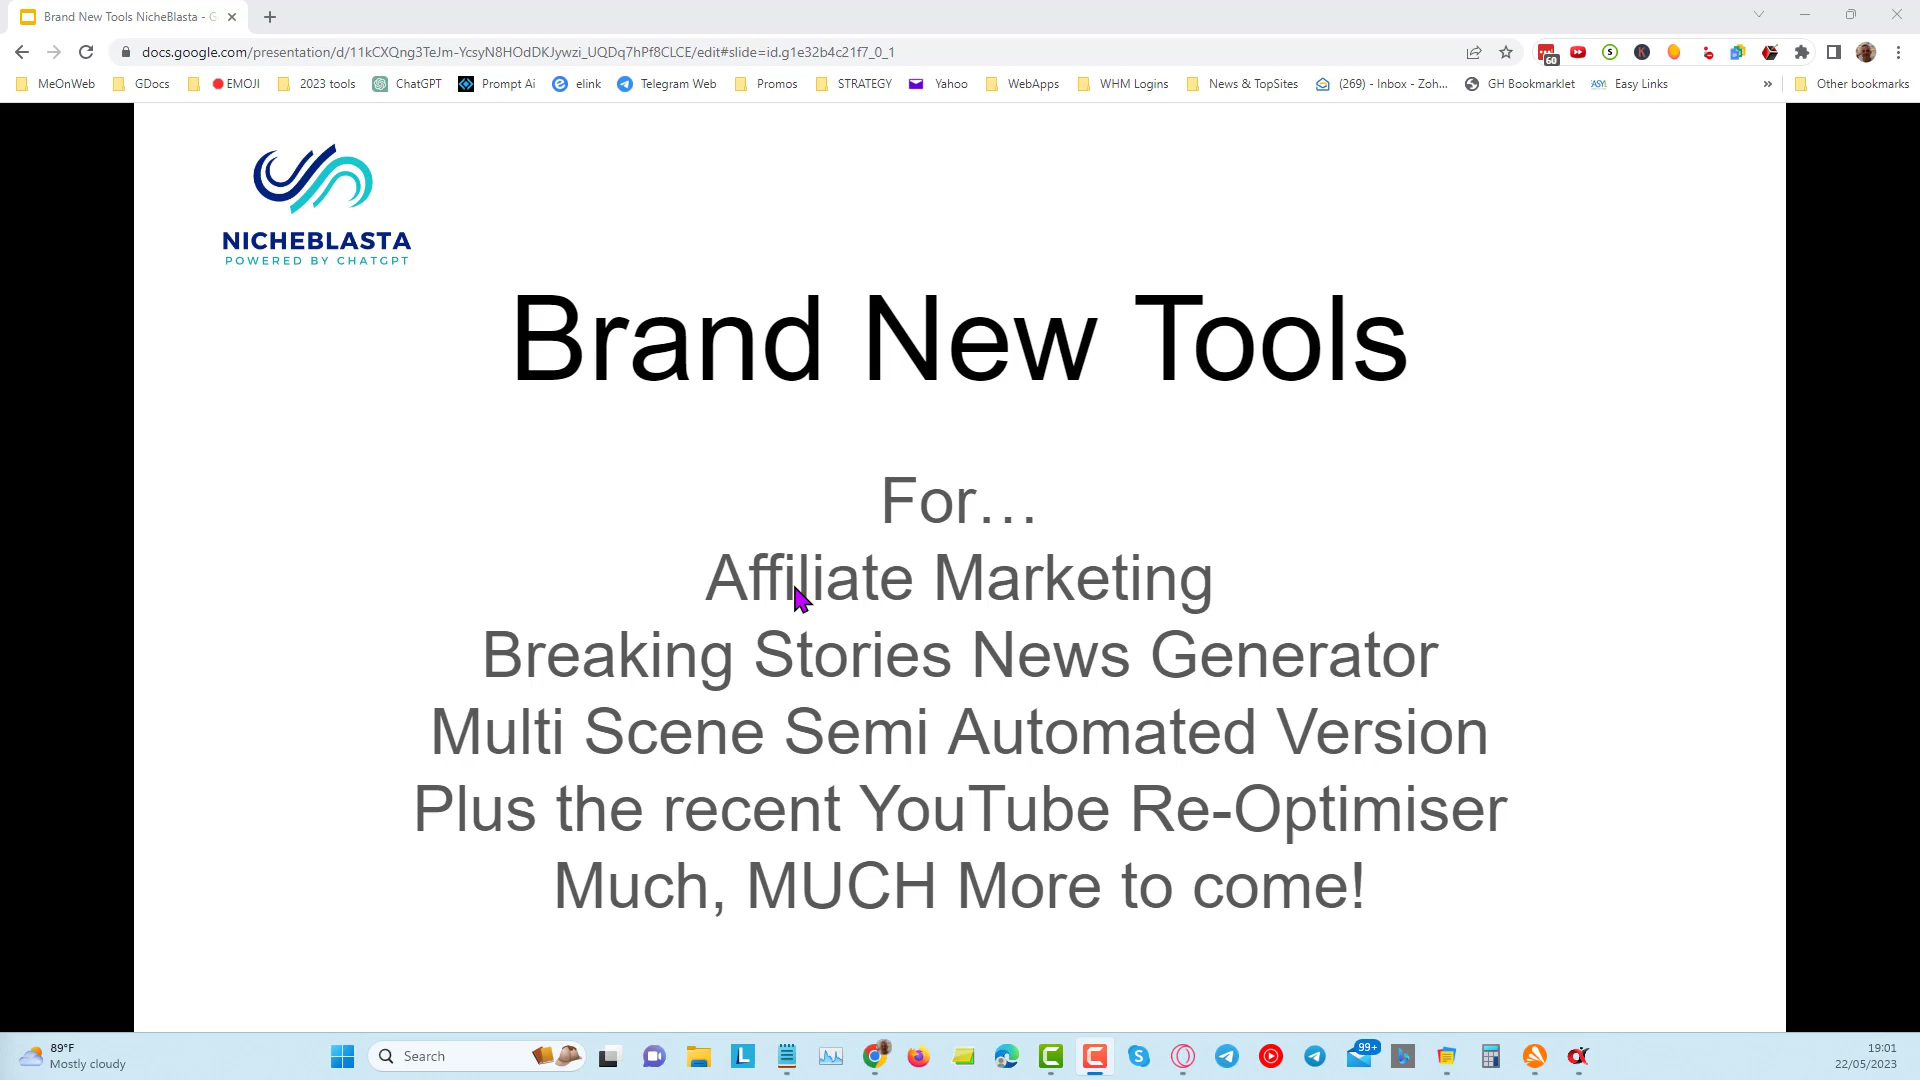 Brand New Tools NicheBlasta - G
docs.google.com/presentation/d/11kCXQng3TeJm-YcsyN8HOdDKJywzi_UQDq7hPf8CLCE/edit#slide=id.g1e32b4c21f7_0_1
60
MeOnWeb GDocs EMOJI 2023 tools ChatGPT Prompt Ai elink Telegram Web Promos STRATEGY Yahoo WebApps WHM Logins News & TopSites (269) - Inbox - Zoh... GH Bookmarklet Easy Links » Other bookmarks
NICHEBLASTA
POWERED BY CHATGPT
Brand New Tools
For…
Affiliate Marketing
Breaking Stories News Generator
Multi Scene Semi Automated Version
Plus the recent YouTube Re-Optimiser
Much, MUCH More to come!
89°F
Mostly cloudy
Search
99+
19:01
22/05/2023